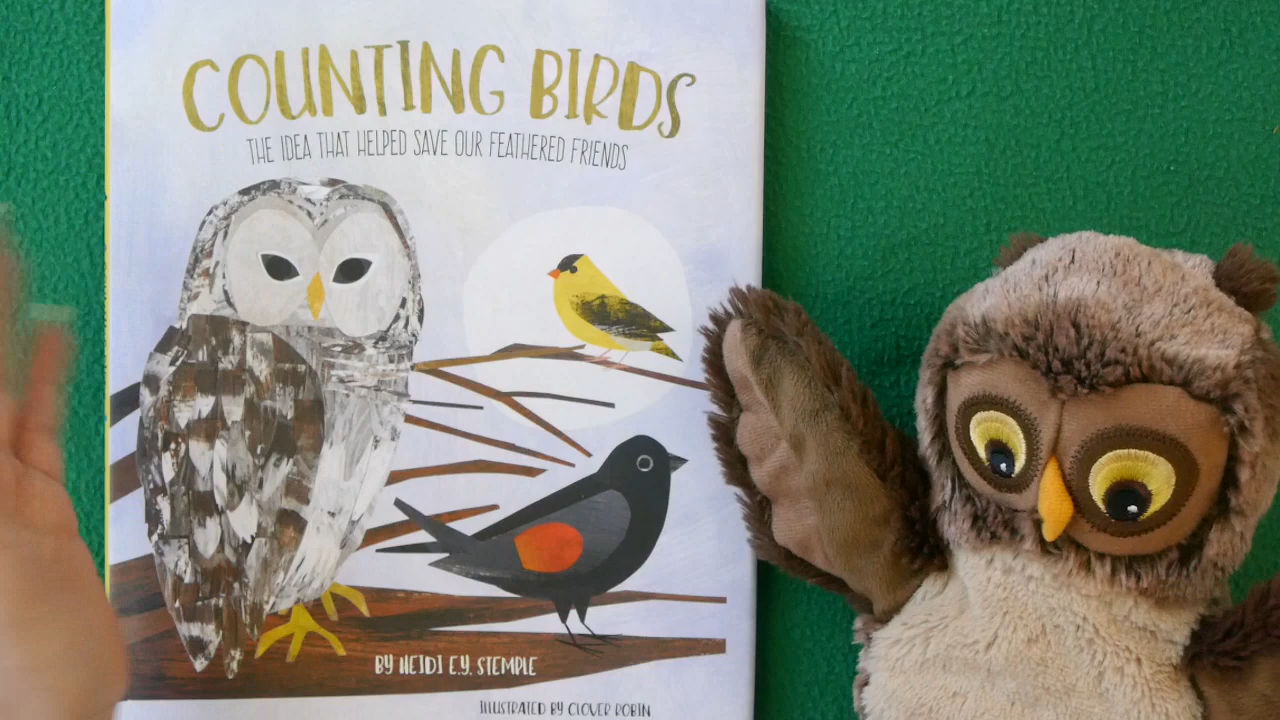 COUNTING BIRDS
THE IDEA THAT HELPED SAVE OUR FEATHERED FRIENDS
BY HEIDI E.Y. STEMPLE
ILLUSTRATED BY CLOVER ROBIN